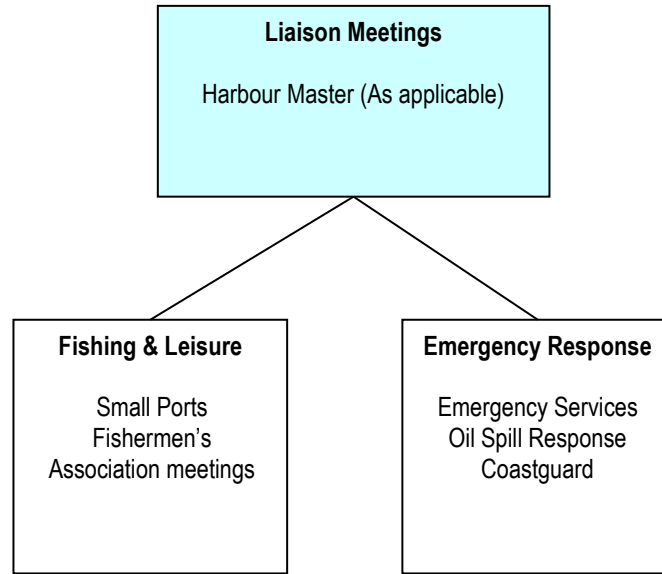 Liaison Meetings
Harbour Master (As applicable)
Fishing & Leisure
Small Ports
Fishermen's
Association meetings
Emergency Response
Emergency Services
Oil Spill Response
Coastguard